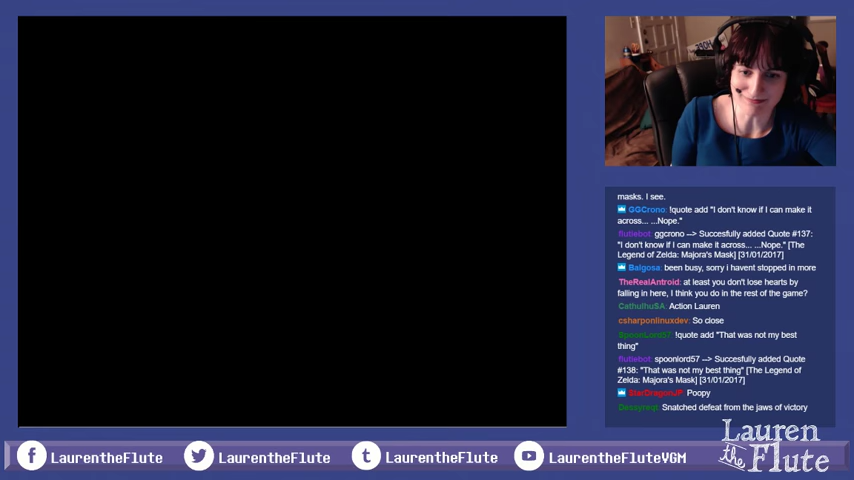 masks. I see.
GGCrono: !quote add "I don't know if I can make it
across... ...Nope."
flutiebot: ggcrono --> Succesfully added Quote #137:
"I don't know if I can make it across... ...Nope." [The
Legend of Zelda: Majora's Mask] [31/01/2017]
Balgosa: been busy, sorry i havent stopped in more
TheRealAntroid: at least you don't lose hearts by
falling in here, I think you do in the rest of the game?
CathulhuSA: Action Lauren
csharponlinuxdev: So close
SpoonLord57: !quote add "That was not my best
thing"
flutiebot: spoonlord57 --> Succesfully added Quote
#138: "That was not my best thing" [The Legend of
Zelda: Majora's Mask] [31/01/2017]
StarDragonJP: Poopy
: Snatched defeat from the jaws of victory
Lauren
the Flute
LaurentheFlute
LaurentheFlute
LaurentheFlute
LaurentheFluteVGM